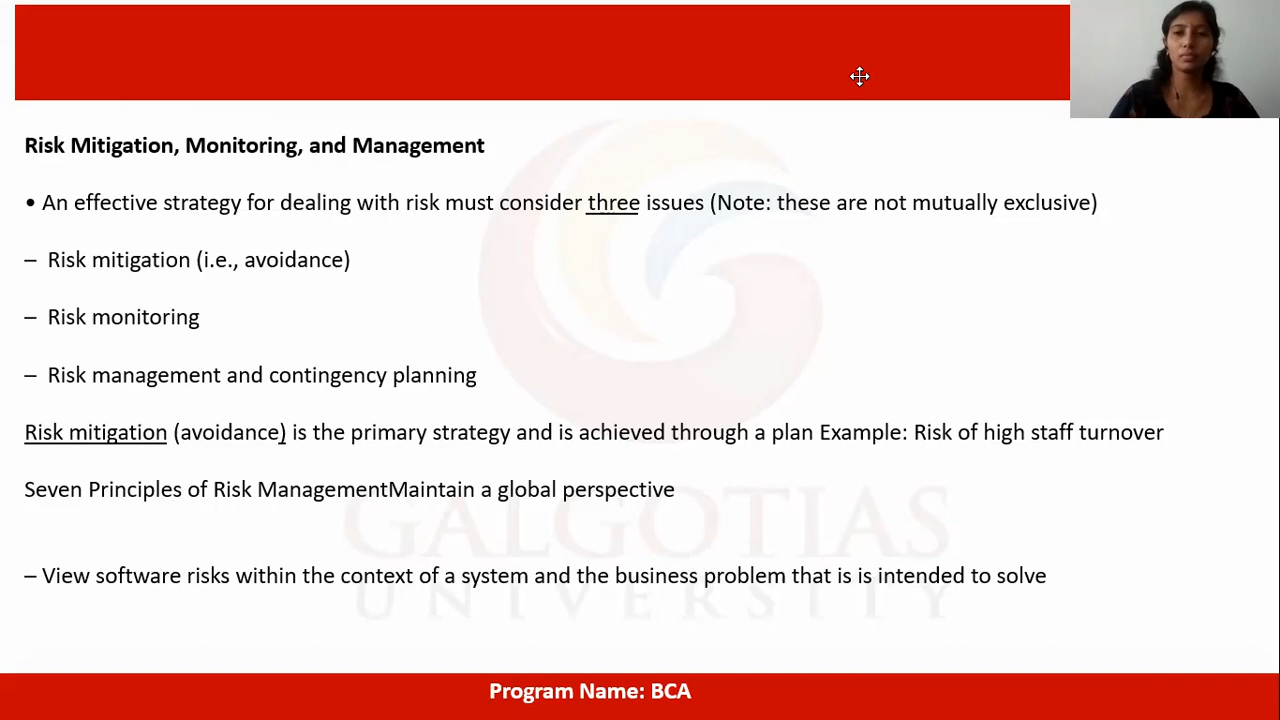 Risk Mitigation, Monitoring, and Management
• An effective strategy for dealing with risk must consider three issues (Note: these are not mutually exclusive)
– Risk mitigation (i.e., avoidance)
– Risk monitoring
– Risk management and contingency planning
Risk mitigation (avoidance) is the primary strategy and is achieved through a plan Example: Risk of high staff turnover
Seven Principles of Risk ManagementMaintain a global perspective
GALGOTIAS
– View software risks within the context of a system and the business problem that is is intended to solve
UNIVERSITY
Program Name: BCA